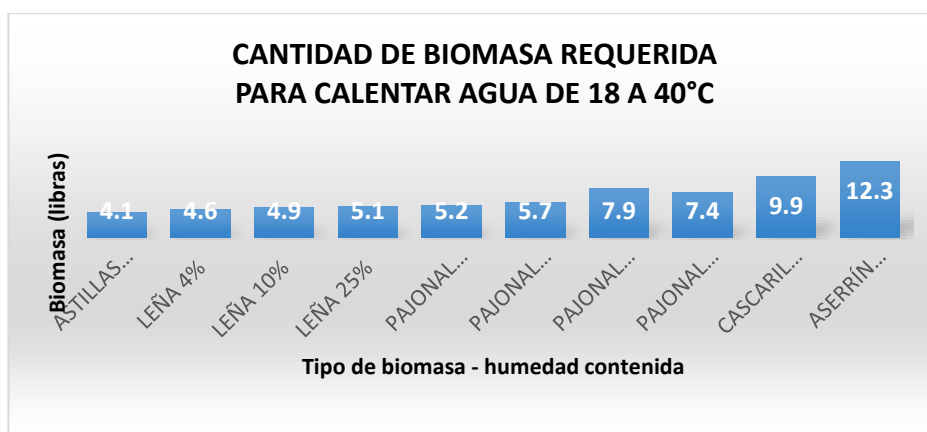 CANTIDAD DE BIOMASA REQUERIDA
PARA CALENTAR AGUA DE 18 A 40°C
Biomasa (libras)
4.1
4.6
4.9
5.1
5.2
5.7
7.9
7.4
9.9
12.3
ASTILLAS...
LEÑA 4%
LEÑA 10%
LEÑA 25%
PAJONAL...
PAJONAL...
PAJONAL...
PAJONAL...
CASCARIL...
ASERRÍN...
Tipo de biomasa - humedad contenida